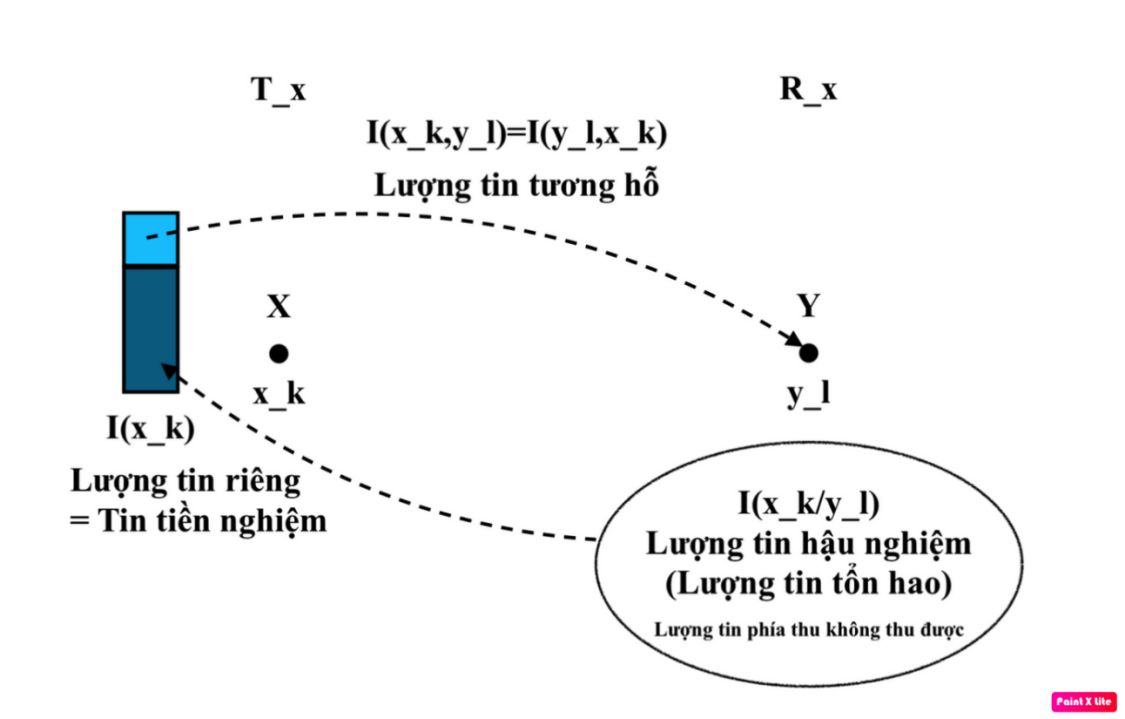 T_x
R_x
I(x_k,y_l)=I(y_l,x_k)
Lượng tin tương hỗ
X
Y
x_k
y_l
I(x_k)
Lượng tin riêng
= Tin tiền nghiệm
I(x_k/y_l)
Lượng tin hậu nghiệm
(Lượng tin tổn hao)
Lượng tin phía thu không thu được
Paint X lite